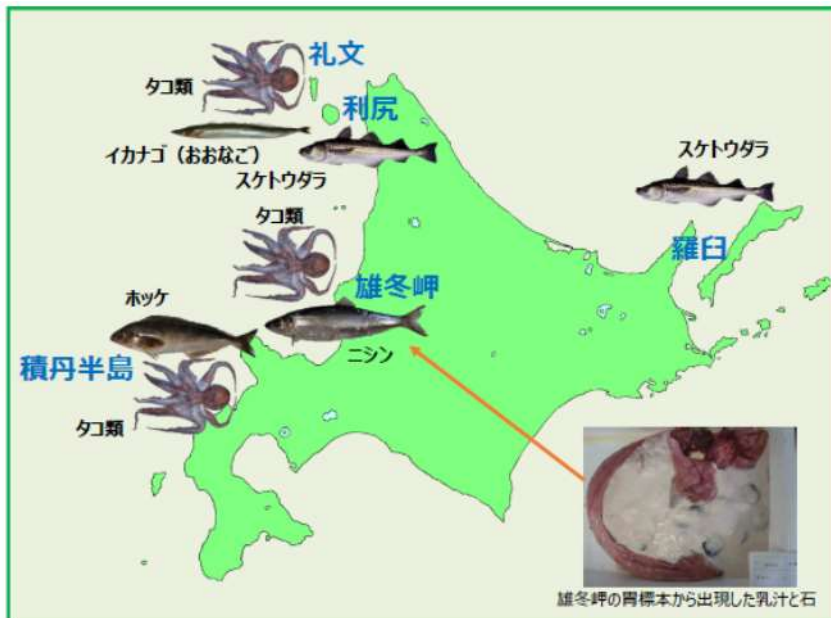 礼文
タコ類
利尻
イカナゴ（おおなご）
スケトウダラ
スケトウダラ
タコ類
羅臼
雄冬岬
ホッケ
ニシン
積丹半島
タコ類
雄冬岬の胃標本から出現した乳汁と石